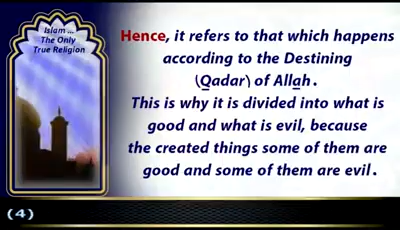 Islam ...
The Only
True Religion
Hence, it refers to that which happens
according to the Destining
(Qadar) of Allah.
This is why it is divided into what is
good and what is evil, because
the created things some of them are
good and some of them are evil.
(4)